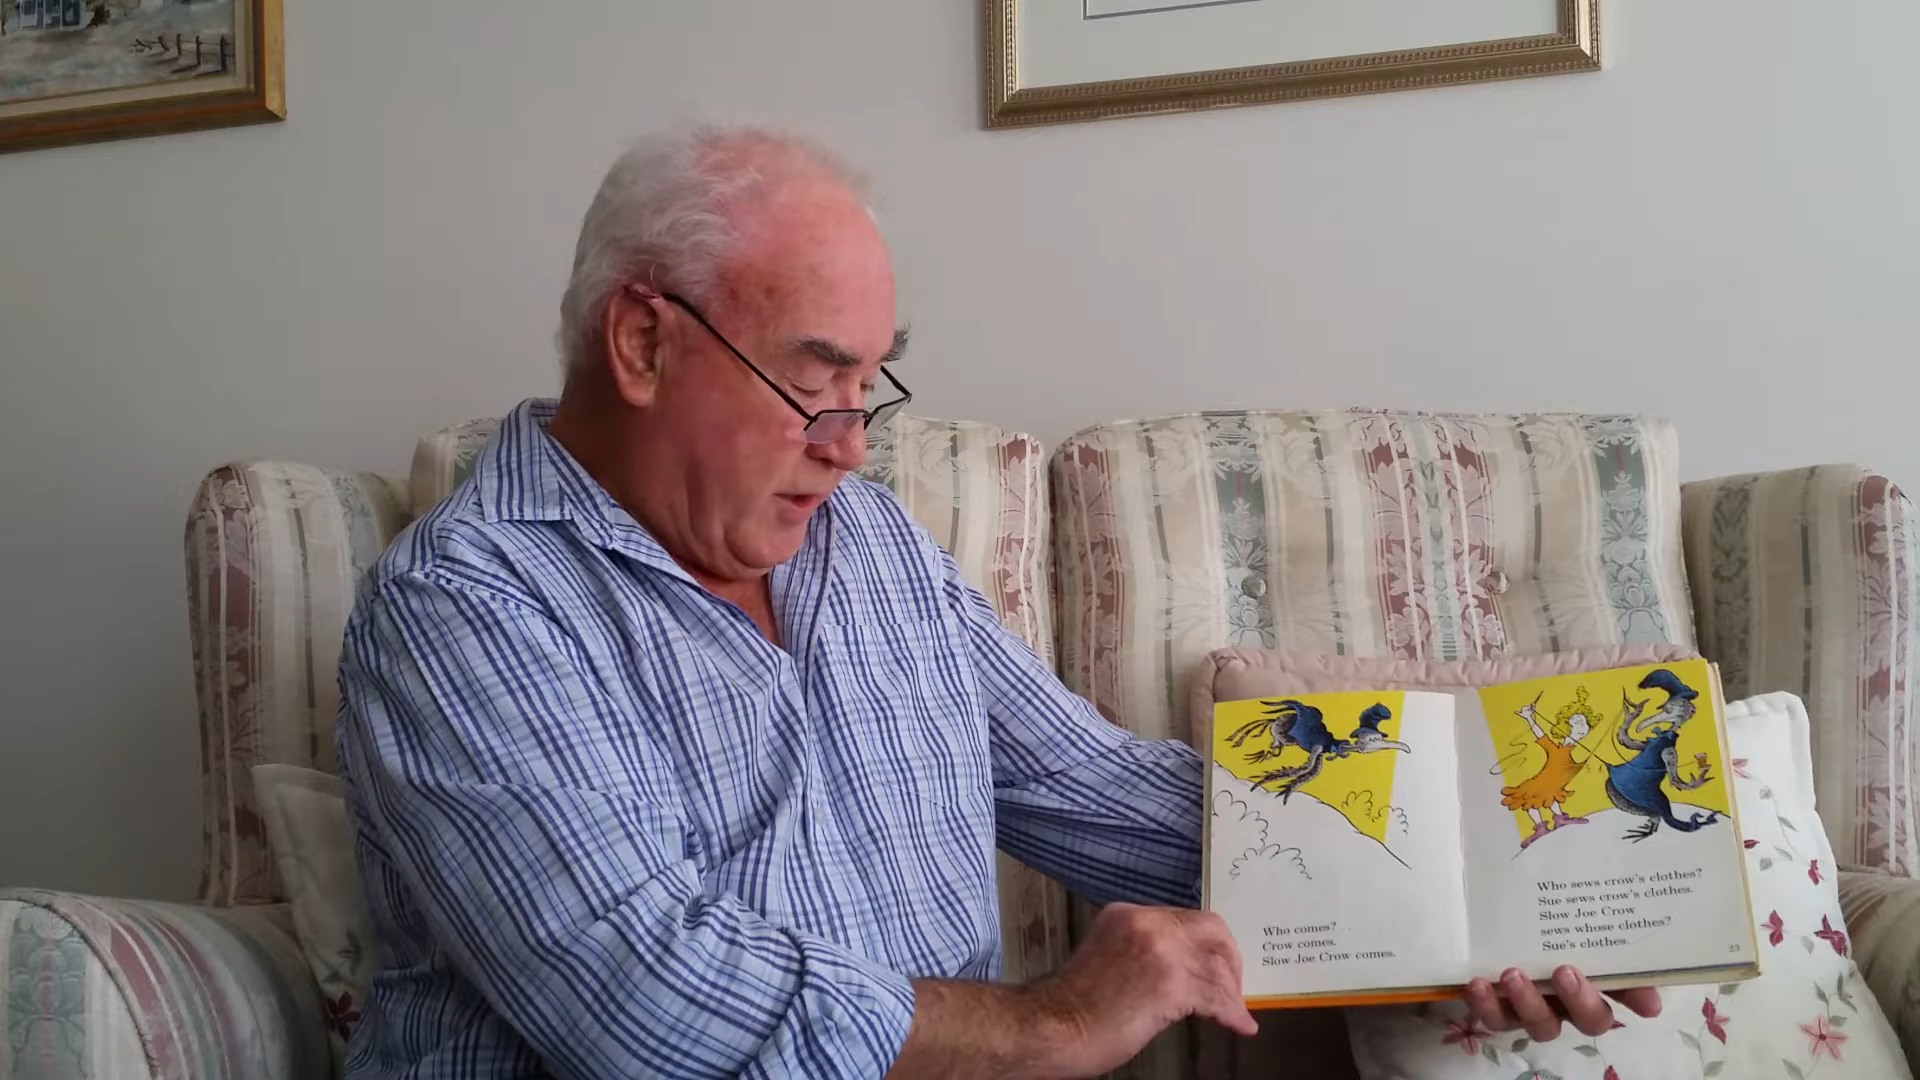 Who comes? . .
Crow comes.
Slow Joe Crow comes.
Who sews crow's clothes?
Sue sews crow's clothes.
Slow Joe Crow
sews whose clothes?
Sue's clothes.
23